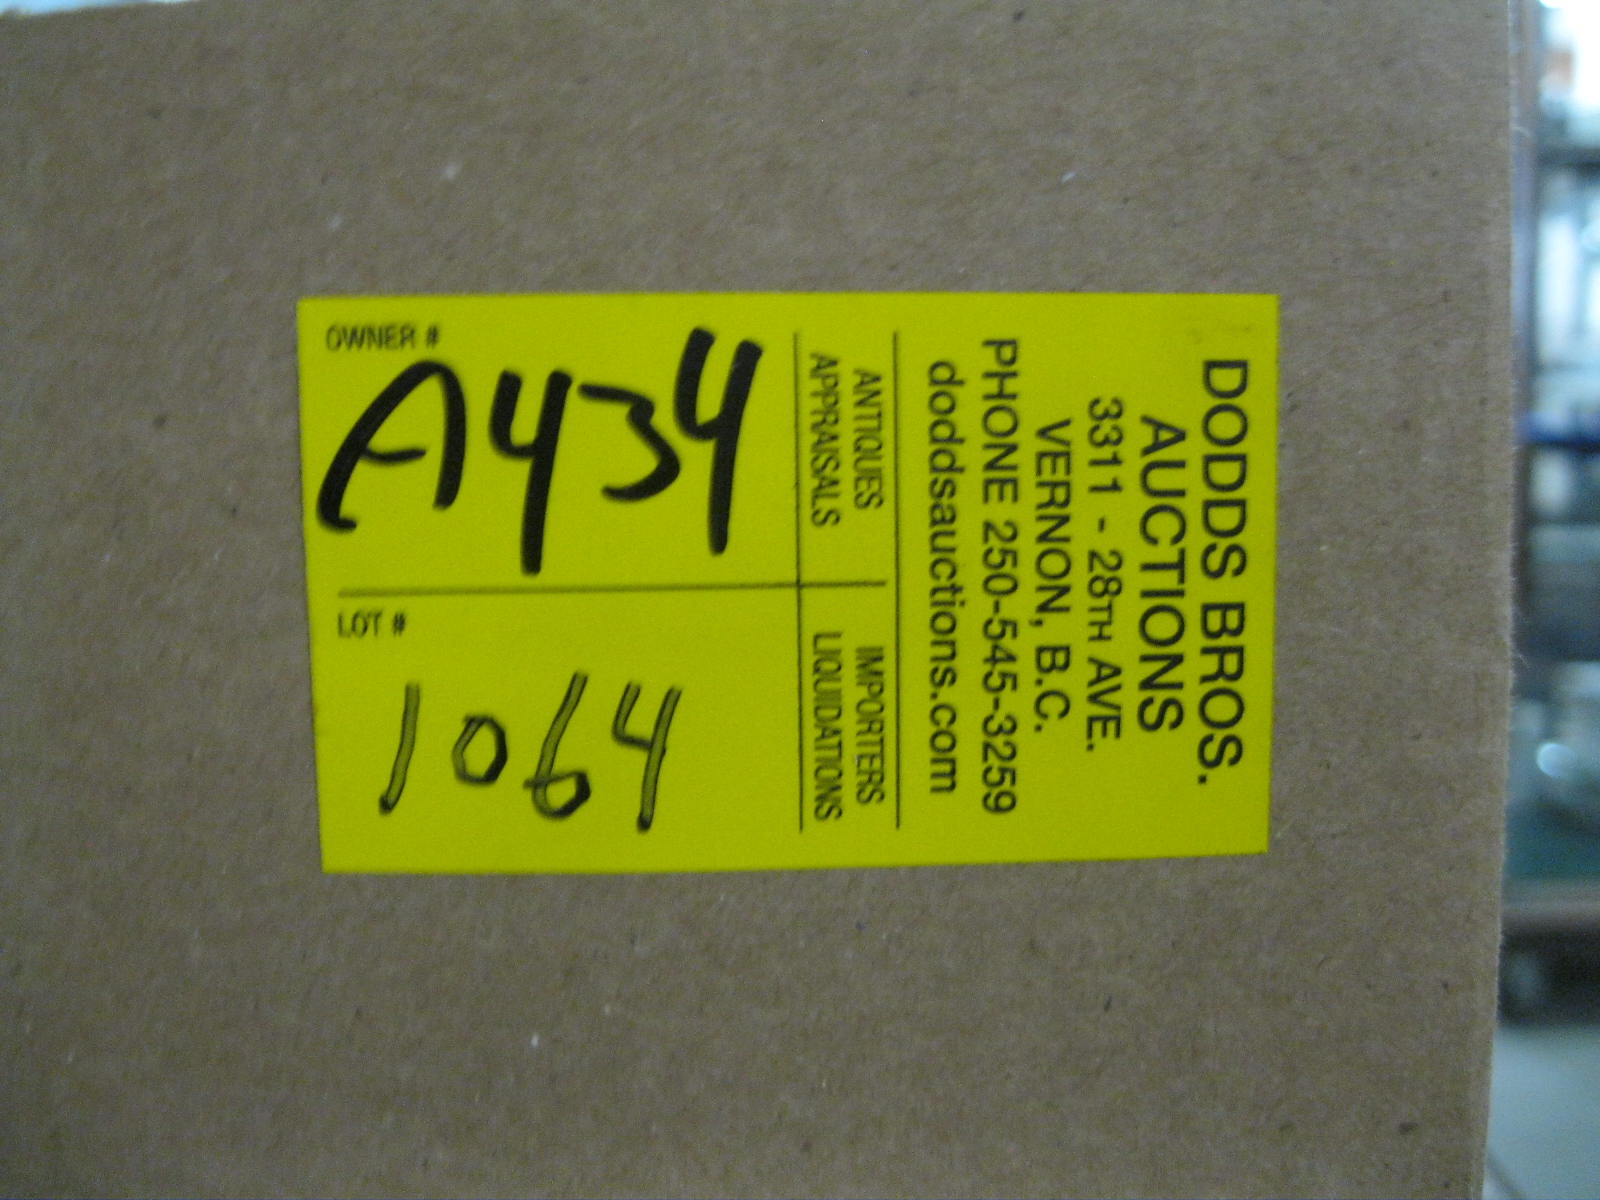 DODDS BROS.
AUCTIONS
3311 - 28TH AVE.
VERNON, B.C.
PHONE 250-545-3259
doddsauctions.com
ANTIQUES
APPRAISALS
IMPORTERS
LIQUIDATIONS
OWNER #
A434
LOT #
1064